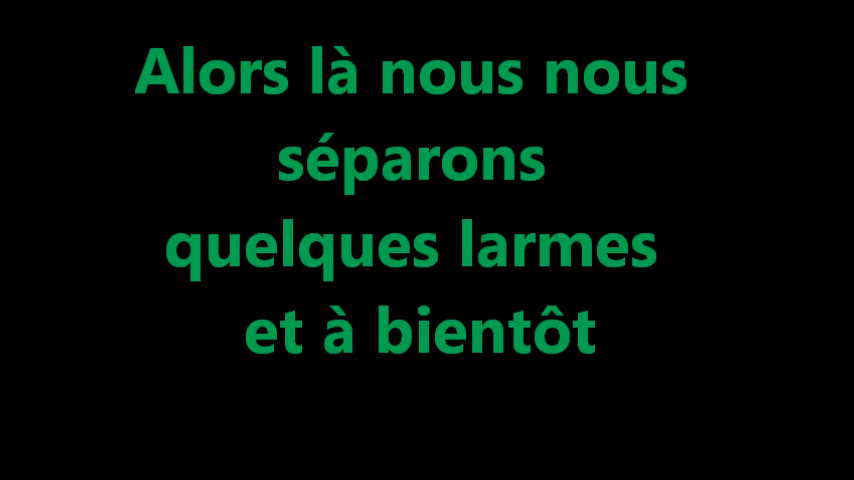 Alors là nous nous
séparons
quelques larmes
et à bientôt